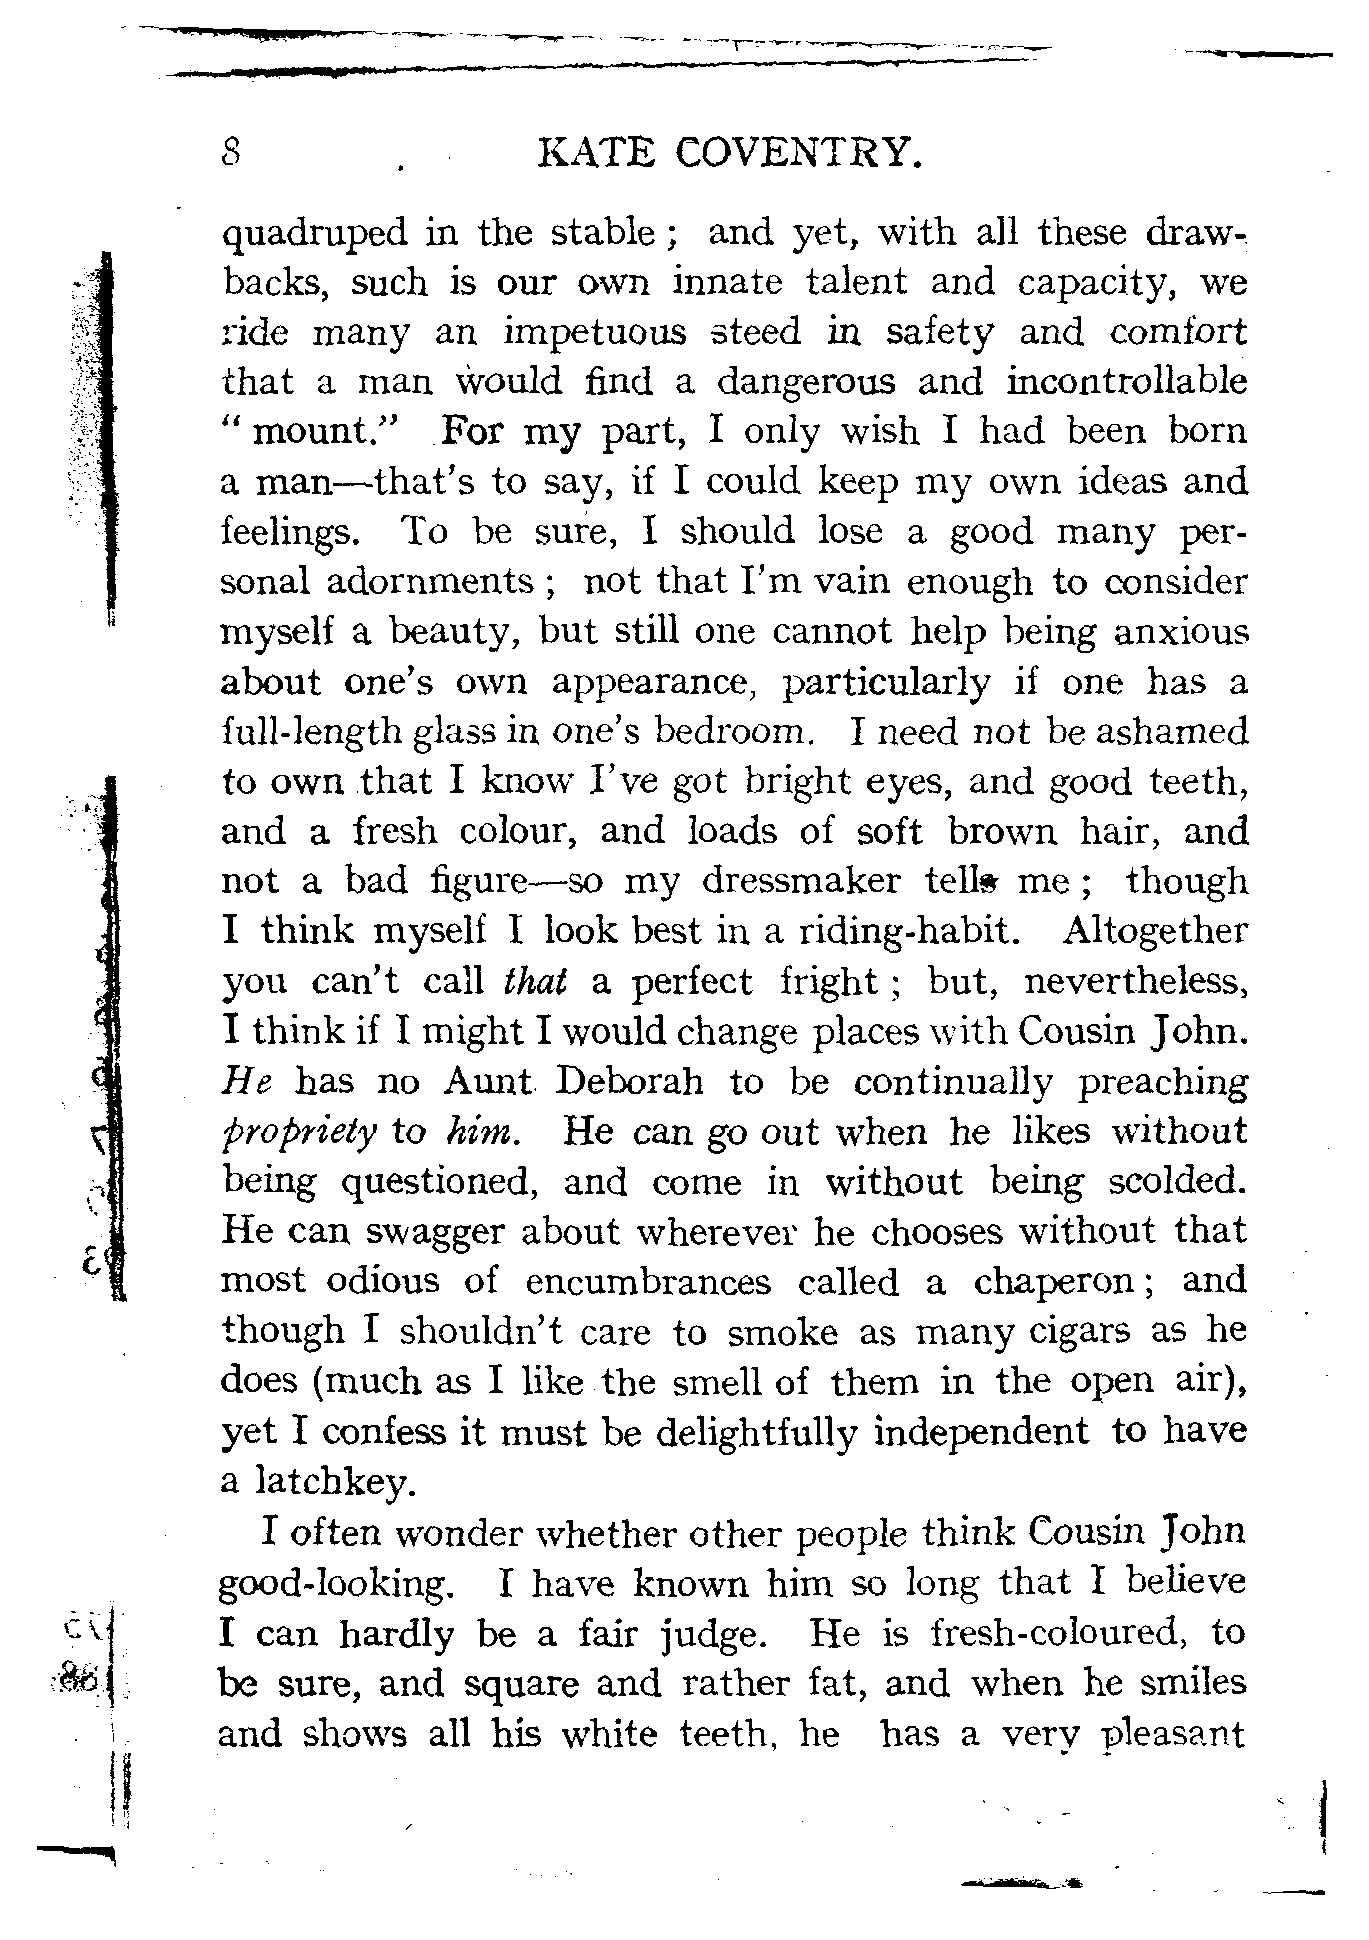 8 KATE COVENTRY.
quadruped in the stable ; and yet, with all these draw-
backs, such is our own innate talent and capacity, we
ride many an impetuous steed in safety and comfort
that a man would find a dangerous and incontrollable
“ mount.” For my part, I only wish I had been born
a man—that’s to say, if I could keep my own ideas and
feelings. To be sure, I should lose a good many per-
sonal adornments ; not that I’m vain enough to consider
myself a beauty, but still one cannot help being anxious
about one’s own appearance, particularly if one has a
full-length glass in one’s bedroom. I need not be ashamed
to own that I know I’ve got bright eyes, and good teeth,
and a fresh colour, and loads of soft brown hair, and
not a bad figure—so my dressmaker tells me ; though
I think myself I look best in a riding-habit. Altogether
you can’t call that a perfect fright ; but, nevertheless,
I think if I might I would change places with Cousin John.
He has no Aunt Deborah to be continually preaching
propriety to him. He can go out when he likes without
being questioned, and come in without being scolded.
He can swagger about wherever he chooses without that
most odious of encumbrances called a chaperon ; and
though I shouldn’t care to smoke as many cigars as he
does (much as I like the smell of them in the open air),
yet I confess it must be delightfully independent to have
a latchkey.
I often wonder whether other people think Cousin John
good-looking. I have known him so long that I believe
I can hardly be a fair judge. He is fresh-coloured, to
be sure, and square and rather fat, and when he smiles
and shows all his white teeth, he has a very pleasant